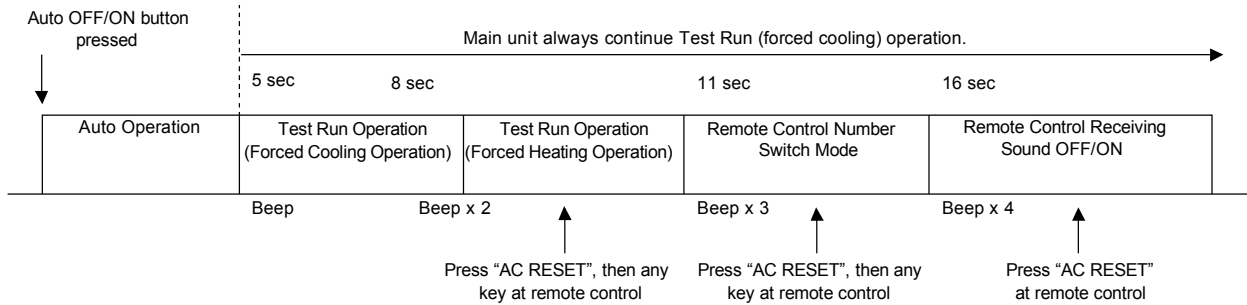 Auto OFF/ON button
pressed
Main unit always continue Test Run (forced cooling) operation.
5 sec
8 sec
11 sec
16 sec
Auto Operation
Test Run Operation
(Forced Cooling Operation)
Test Run Operation
(Forced Heating Operation)
Remote Control Number
Switch Mode
Remote Control Receiving
Sound OFF/ON
Beep
Beep x 2
Beep x 3
Beep x 4
Press “AC RESET”, then any
key at remote control
Press “AC RESET”, then any
key at remote control
Press “AC RESET”
at remote control